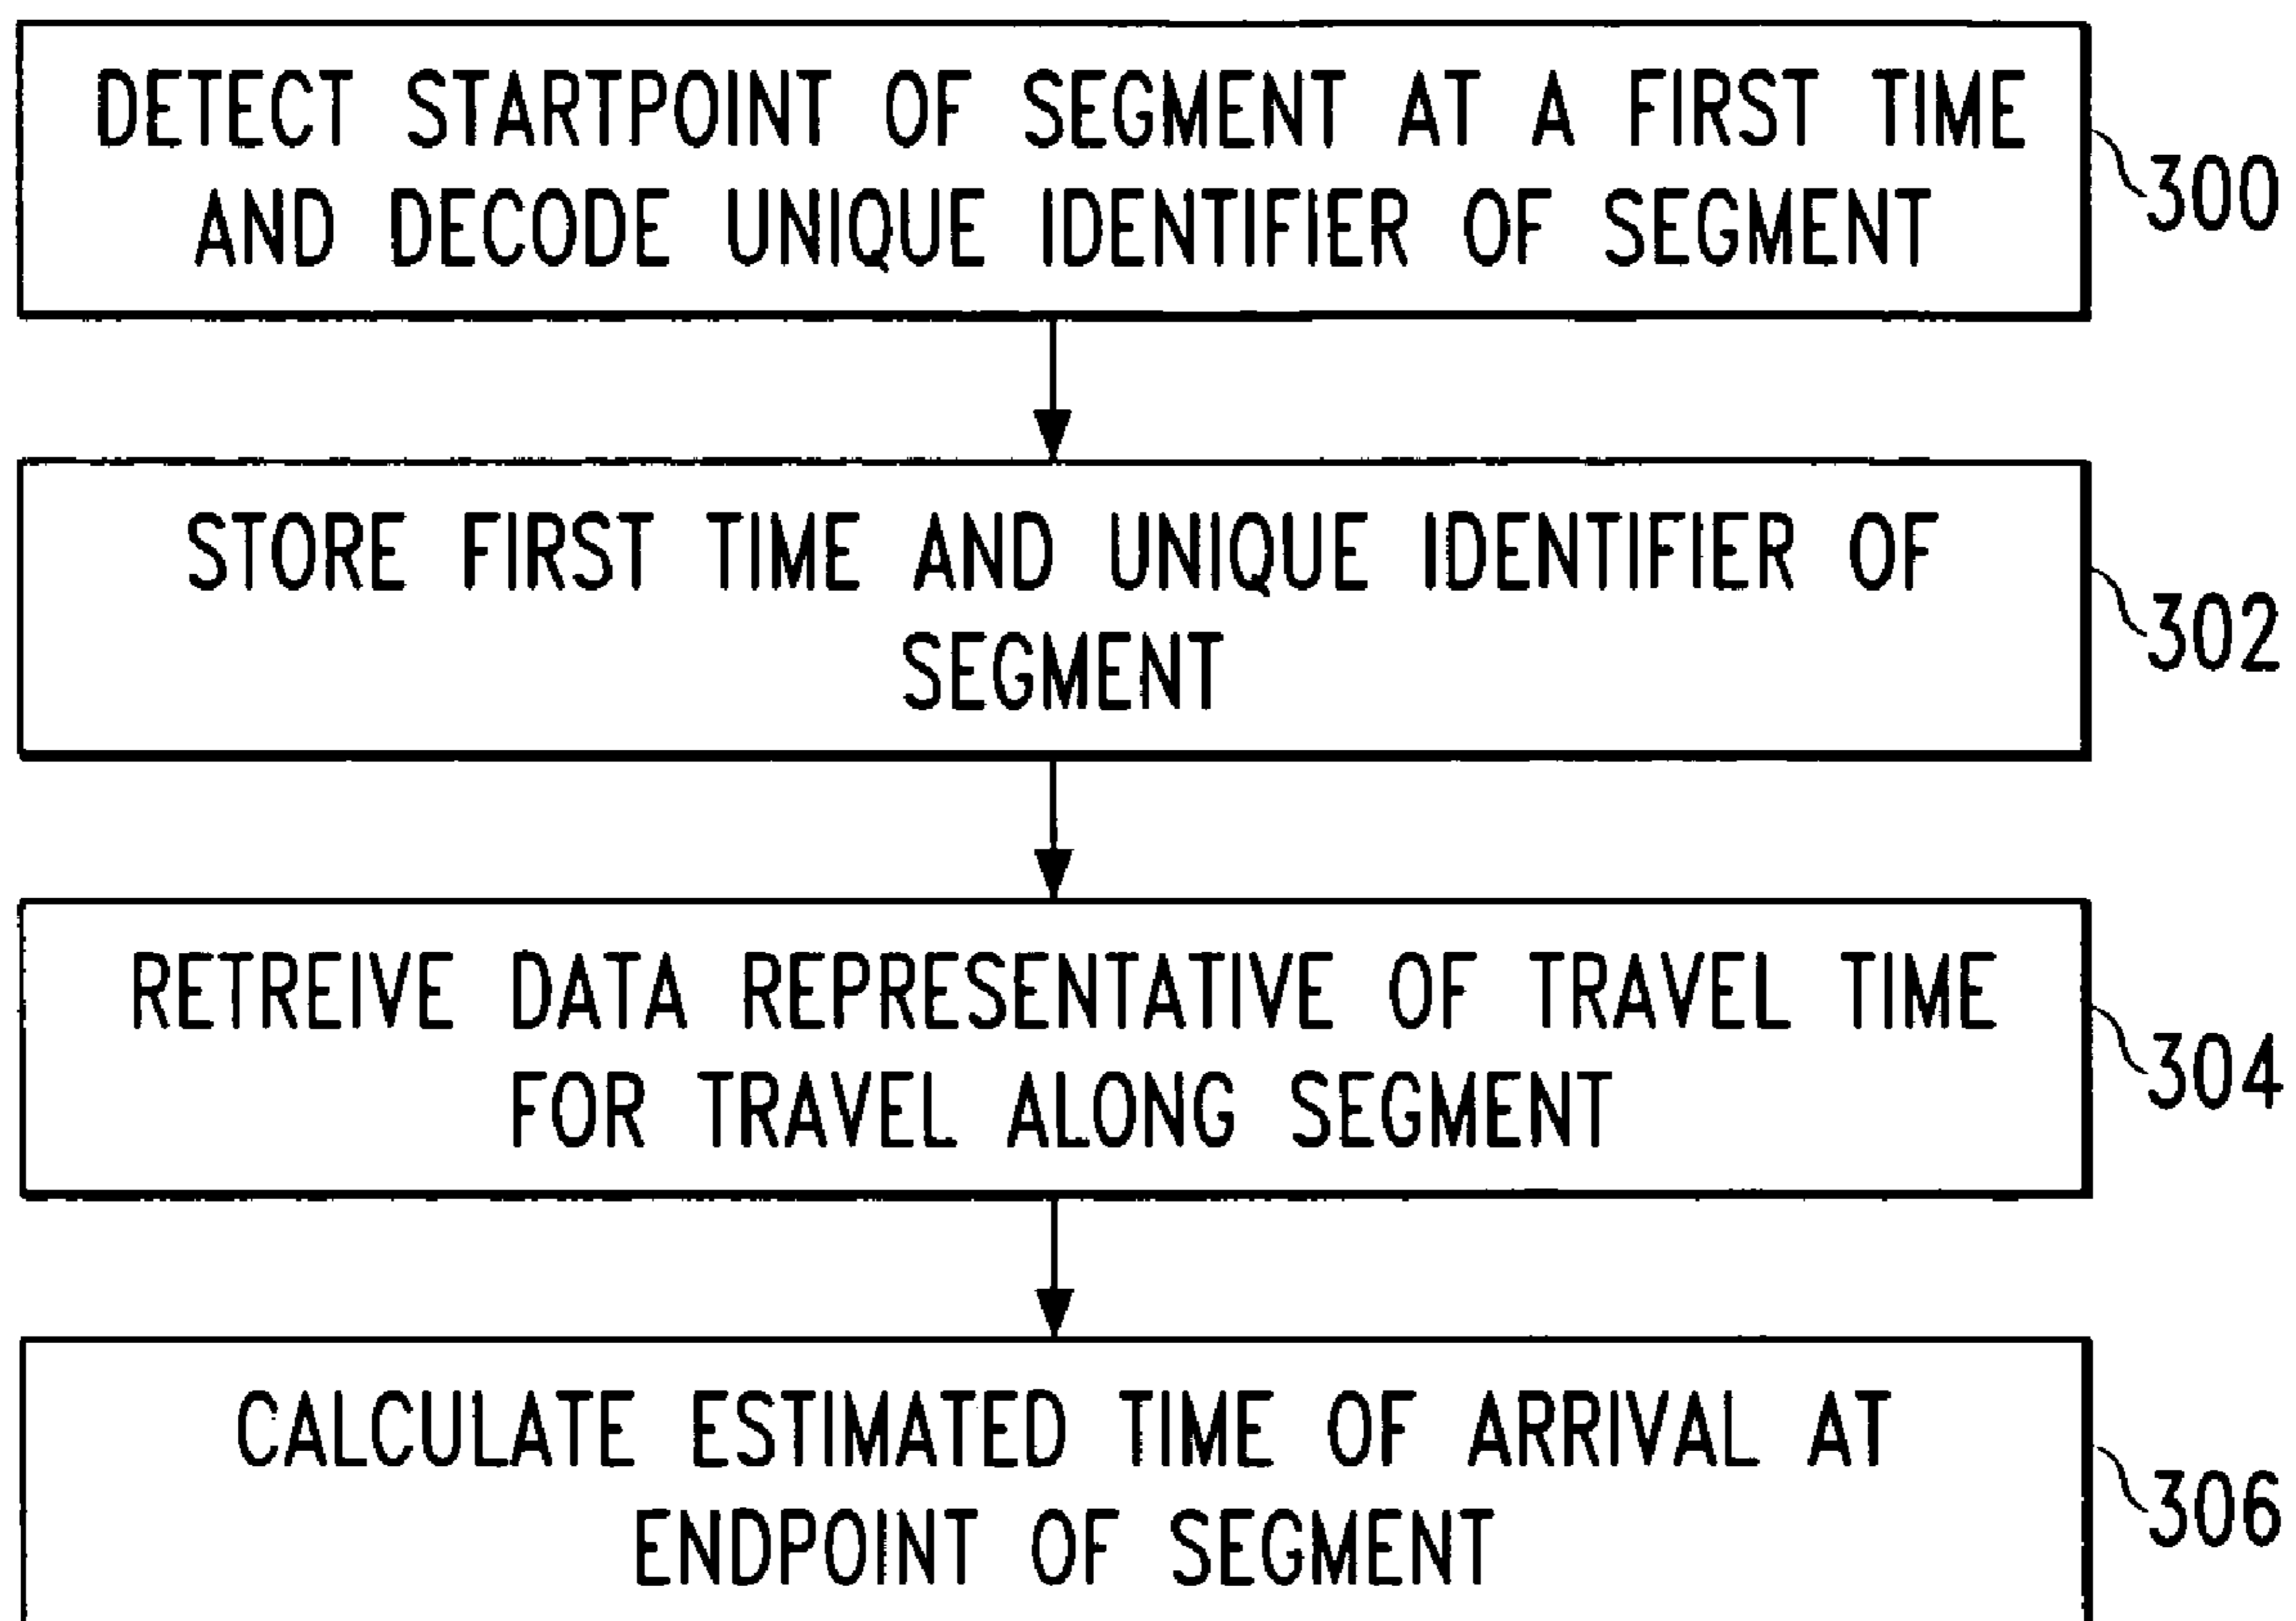 DETECT STARTPOINT OF SEGMENT AT A FIRST TIME
AND DECODE UNIQUE IDENTIFIER OF SEGMENT
300
STORE FIRST TIME AND UNIQUE IDENTIFIER OF
SEGMENT
302
RETREIVE DATA REPRESENTATIVE OF TRAVEL TIME
FOR TRAVEL ALONG SEGMENT
304
CALCULATE ESTIMATED TIME OF ARRIVAL AT
ENDPOINT OF SEGMENT
306